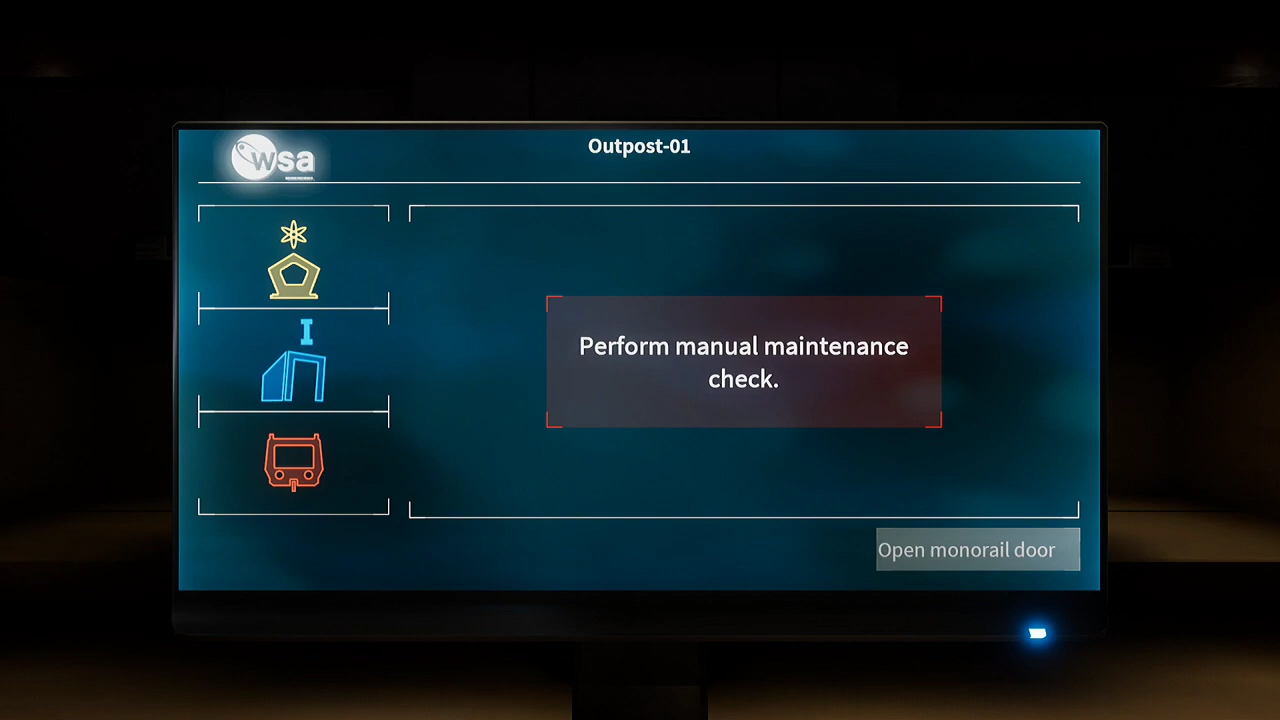 wsa
Outpost-01
Perform manual maintenance
check.
Open monorail door